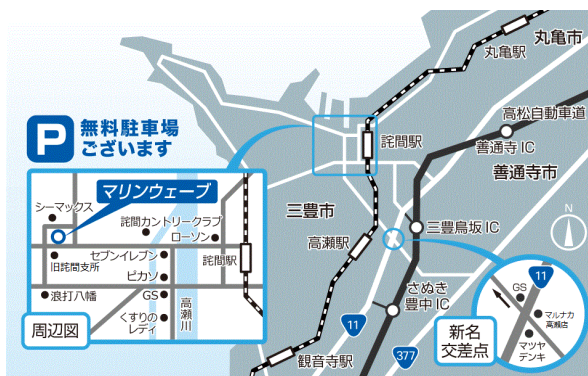 丸亀市
丸亀駅
高松自動車道
P
無料駐車場
ございます
詫間駅
善通寺 IC
善通寺市
マリンウェーブ
シーマックス
詫間カントリークラブ
ローソン
三豊市
三豊鳥坂 IC
N
高瀬駅
旧詫間支所
セブンイレブン
詫間駅
ピカソ
浪打八幡
GS
高瀬川
くすりの
レディ
周辺図
さぬき
豊中 IC
11
377
観音寺駅
新名
交差点
11
GS
マルナカ
高瀬店
マツヤ
デンキ